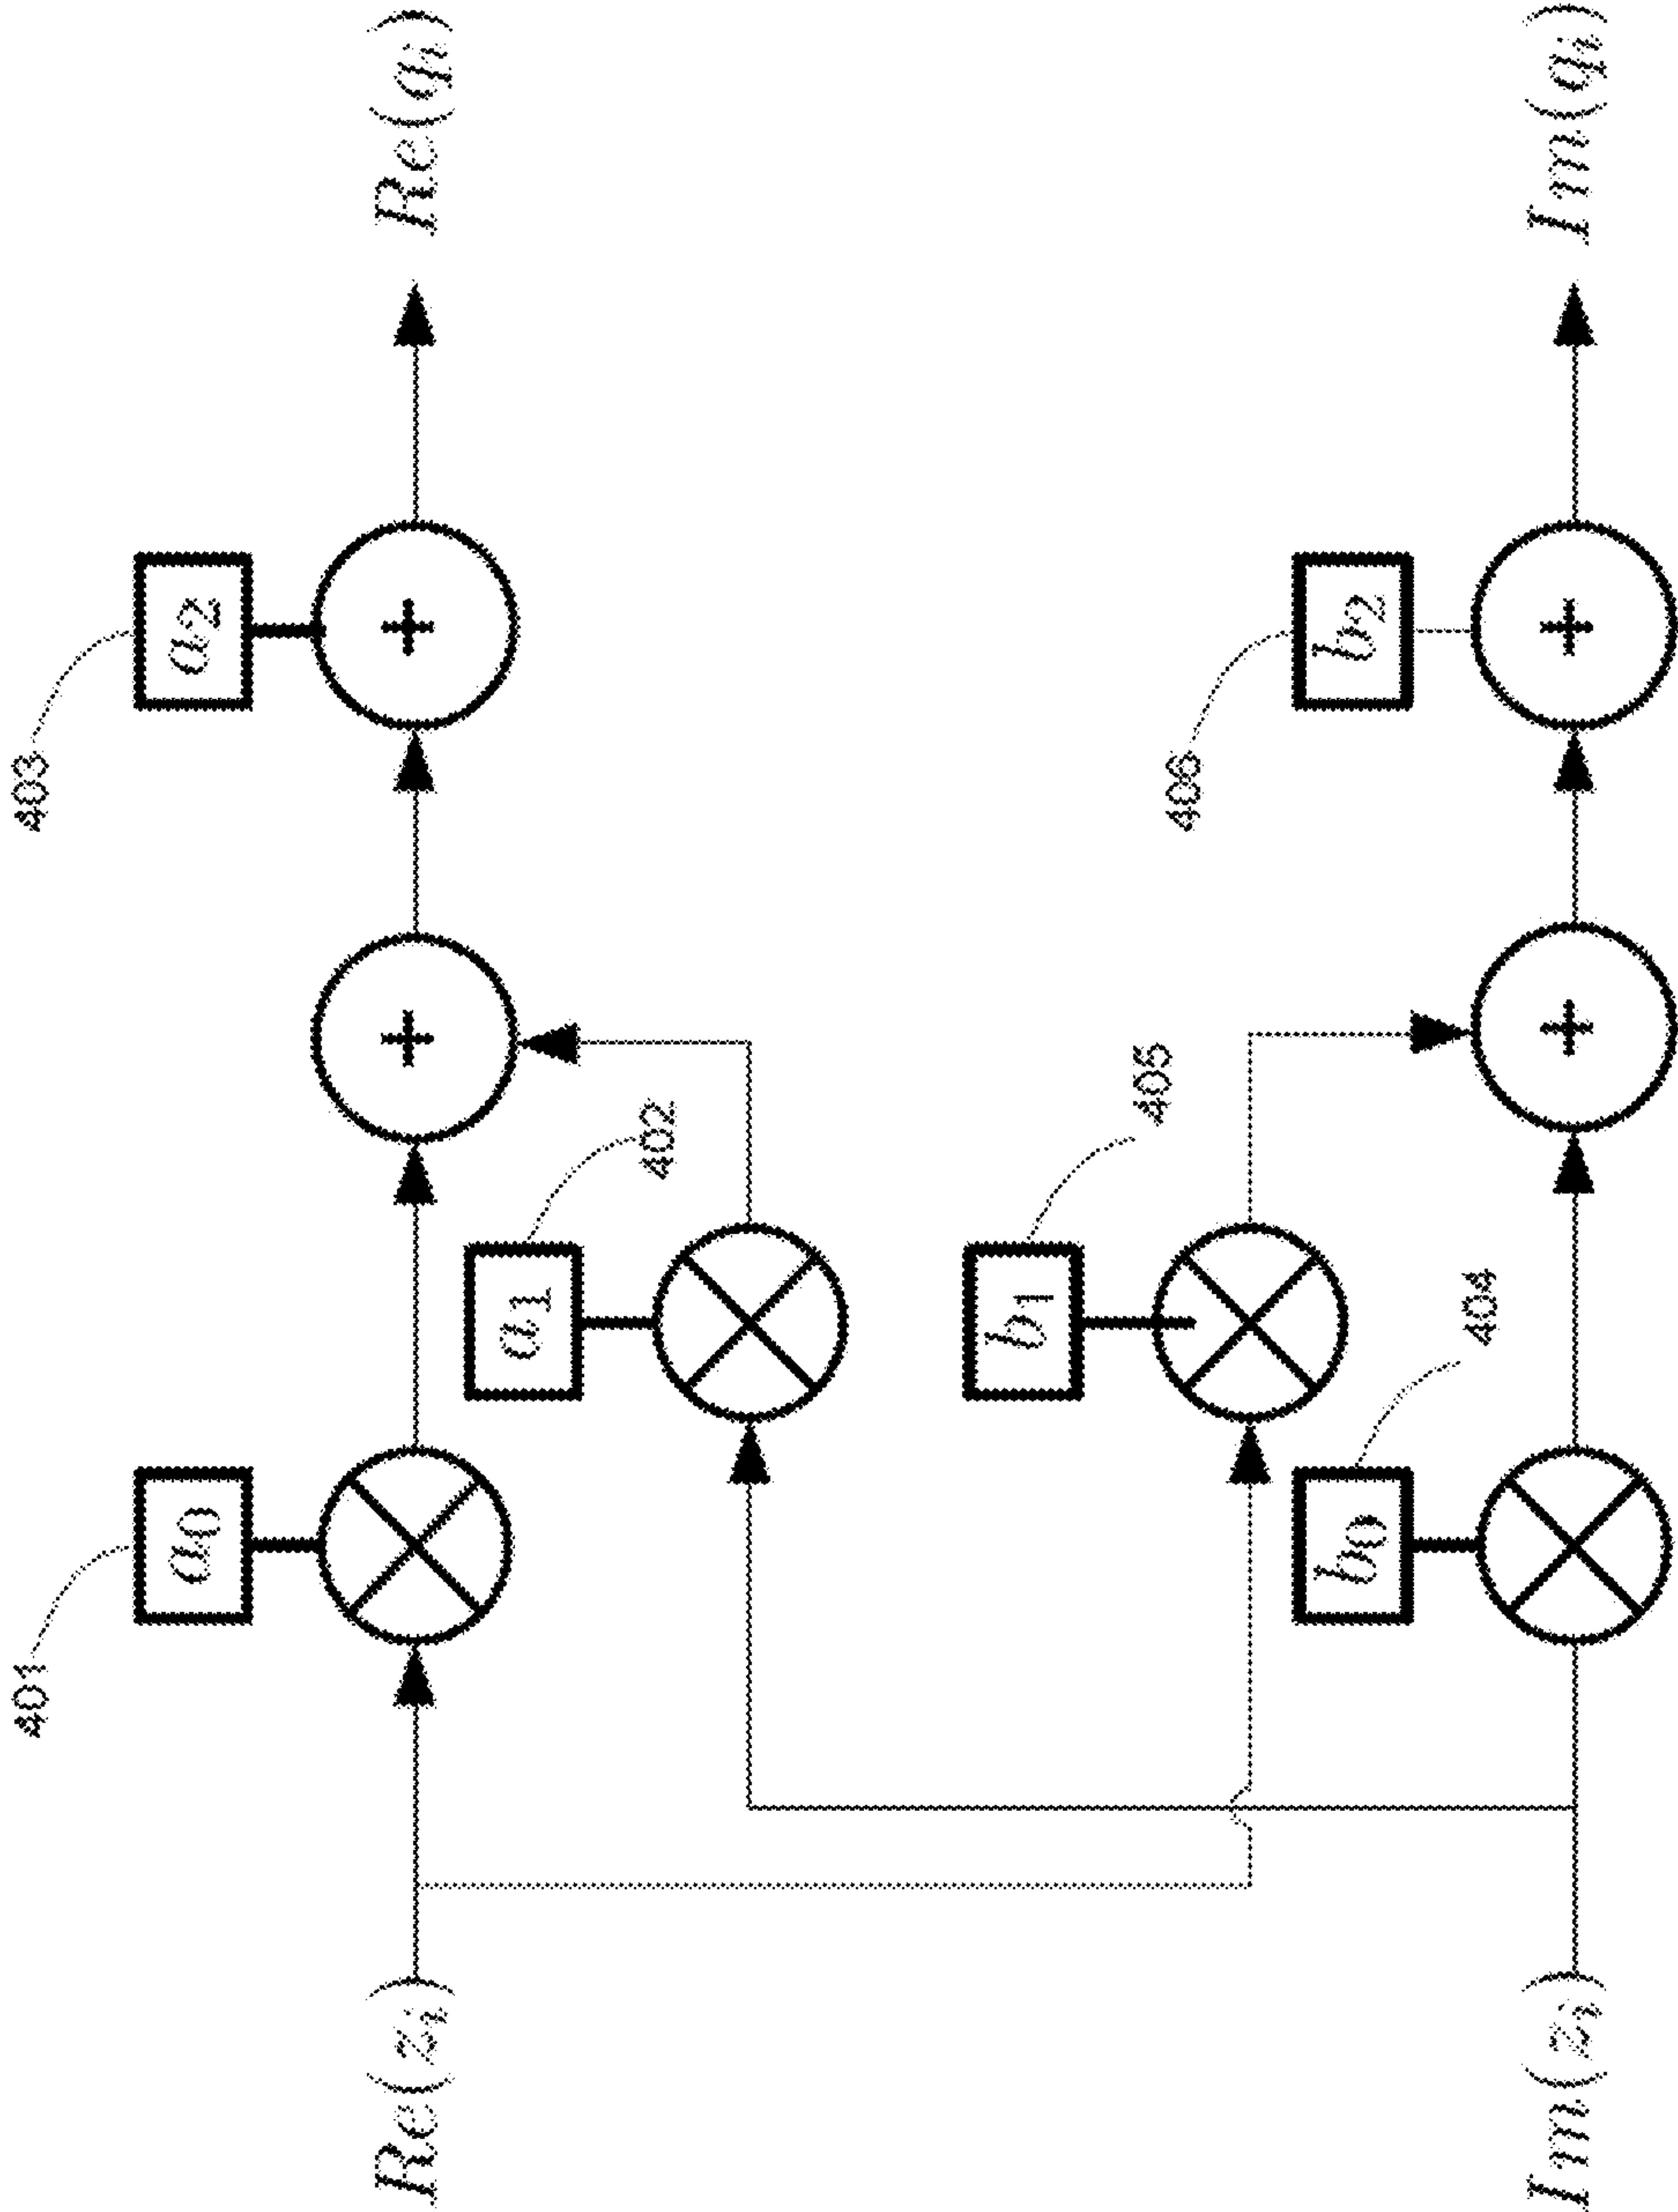 401
403
a_0
a_2
Re(z_i)
Re(q_i)
a_1
402
b_1
405
406
b_0
404
b_2
Im(z_i)
Im(q_i)